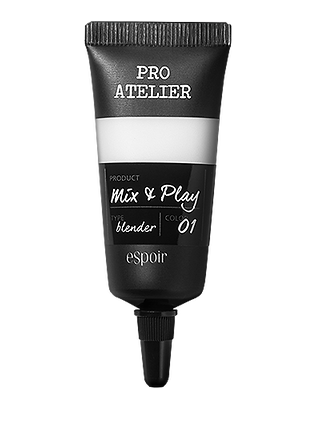 PRO
ATELIER
PRODUCT
Mix & Play
TYPE COLOR
blender 01
espoir